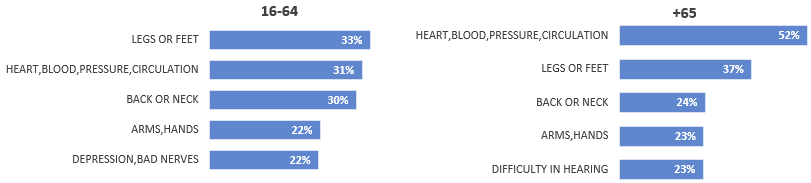 16-64
LEGS OR FEET 33%
HEART,BLOOD,PRESSURE,CIRCULATION 31%
BACK OR NECK 30%
ARMS,HANDS 22%
DEPRESSION,BAD NERVES 22%
+65
HEART,BLOOD,PRESSURE,CIRCULATION 52%
LEGS OR FEET 37%
BACK OR NECK 24%
ARMS,HANDS 23%
DIFFICULTY IN HEARING 23%